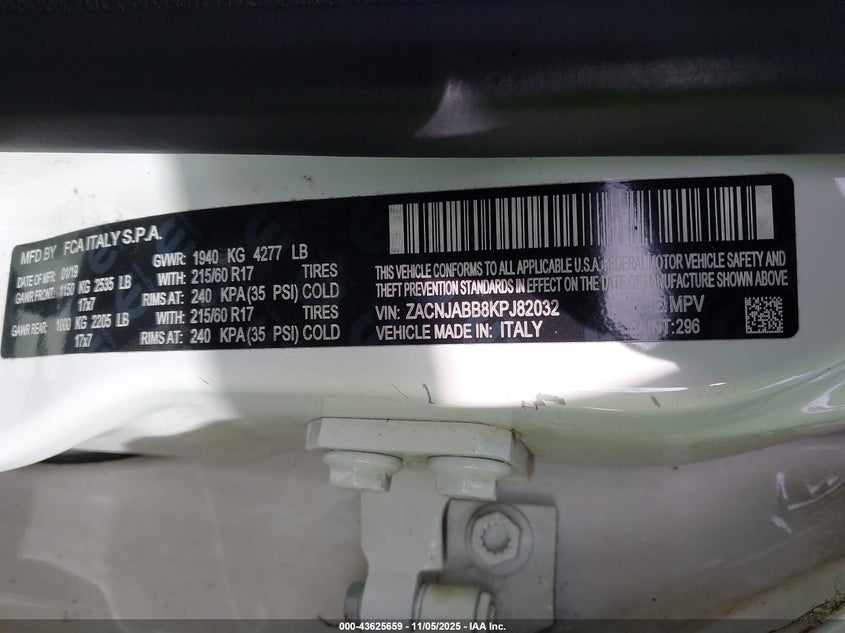 MFD BY FCA ITALY S.P.A.
DATE OF MFR 01/19 GVWR: 1940 KG 4277 LB
GAWR FRONT: 1150 KG 2535 LB WITH: 215/60 R17 TIRES
17x7 RIMS AT: 240 KPA (35 PSI) COLD
GAWR REAR: 1000 KG 2205 LB WITH: 215/60 R17 TIRES
17x7 RIMS AT: 240 KPA (35 PSI) COLD
THIS VEHICLE CONFORMS TO ALL APPLICABLE U.S.A. FEDERAL MOTOR VEHICLE SAFETY AND
THEFT PREVENTION STANDARDS IN EFFECT ON THE DATE OF MANUFACTURE SHOWN ABOVE.
VIN: ZACNJABB8KPJ82032 MPV
VEHICLE MADE IN: ITALY PAINT: 296
000-43625659 - 11/05/2025 - IAA Inc.